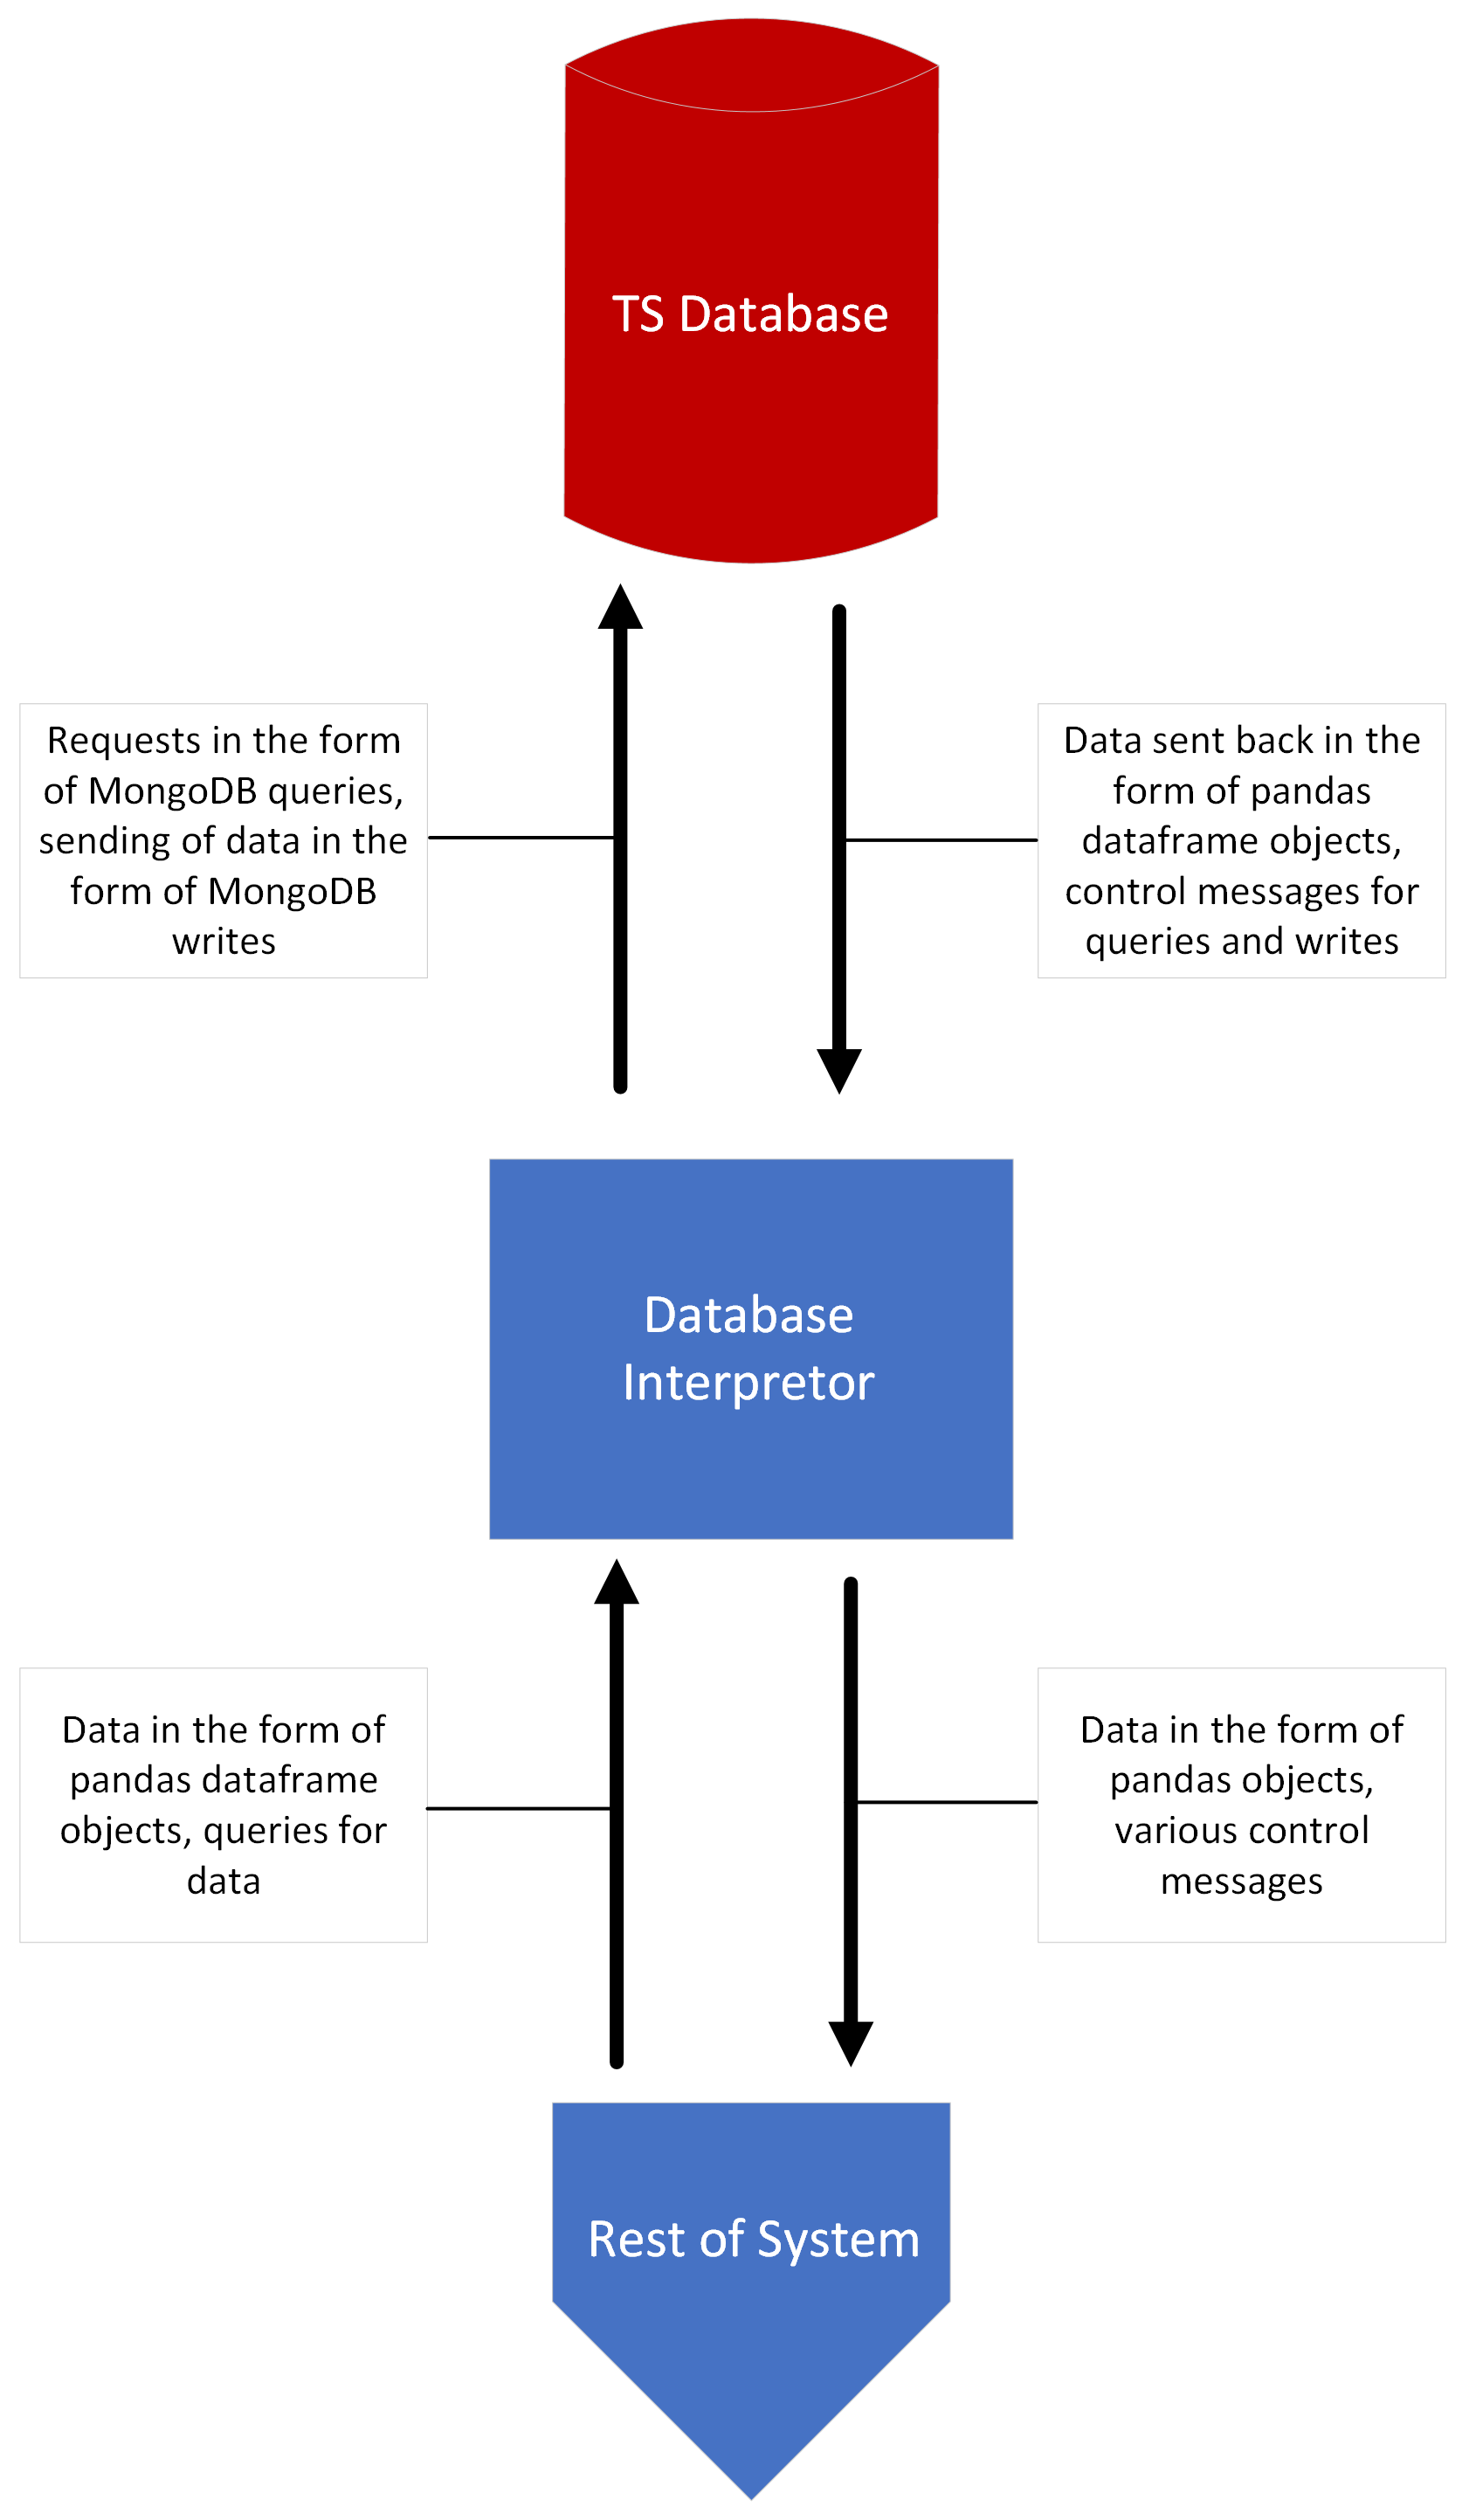 TS Database
Requests in the form
of MongoDB queries,
sending of data in the
form of MongoDB
writes
Data sent back in the
form of pandas
dataframe objects,
control messages for
queries and writes
Database
Interpretor
Data in the form of
pandas dataframe
objects, queries for
data
Data in the form of
pandas objects,
various control
messages
Rest of System